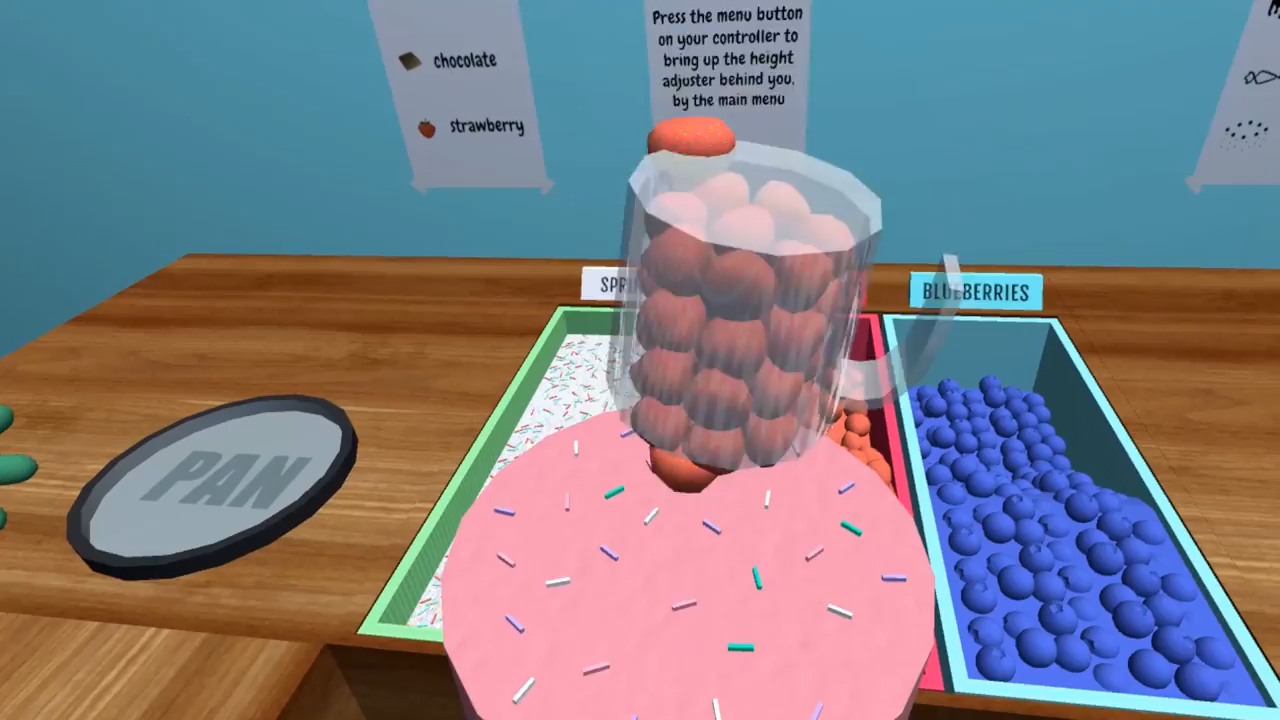 chocolate
strawberry
Press the menu button
on your controller to
bring up the height
adjuster behind you,
by the main menu
BLUEBERRIES
PAN